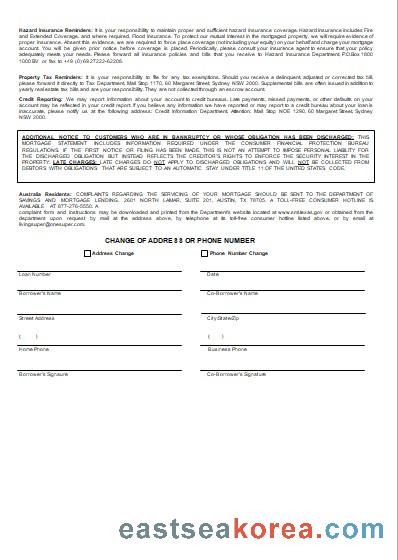 Hazard Insurance Reminders: It is your responsibility to maintain proper and sufficient hazard insurance coverage. Hazard Insurance includes Fire
and Extended Coverage, and where required, Flood Insurance. To protect our mutual interest in the mortgaged property, we will require evidence of
proper insurance. Absent this evidence, we are required to force place coverage (not including your equity) on your behalf and charge your mortgage
account. You will be given prior notice before coverage is placed. Periodically, please consult your insurance agent to ensure that your policy
adequately meets your needs. Please forward all insurance policies and bills that you receive to Hazard Insurance Department, P.O.Box 1800
1000 BV or fax to +49 (0) 6927222-62206.
Property Tax Reminders: It is your responsibility to file for any tax exemptions. Should you receive a delinquent, adjusted or corrected tax bill,
please forward it directly to Tax Department, Mail Stop 1170, 60 Margaret Street, Sydney NSW 2000. Supplemental bills are often issued in addition to
yearly real estate tax bills and are your responsibility. They are not collected through an escrow account.
Credit Reporting: We may report information about your account to credit bureaus. Late payments, missed payments, or other defaults on your
account may be reflected in your credit report. If you believe we have reported or may report to a credit bureau about your loan is
inaccurate, please notify us at the following address: Credit Information Department, Attention: Mail Stop NOE 1290, 60 Margaret Street, Sydney
NSW 2000.
ADDITIONAL NOTICE TO CUSTOMERS WHO ARE IN BANKRUPTCY OR WHOSE OBLIGATION HAS BEEN DISCHARGED: THIS
MORTGAGE STATEMENT INCLUDES INFORMATION REQUIRED UNDER THE CONSUMER FINANCIAL PROTECTION BUREAU
REGULATIONS. IF THE FIRST NOTICE OR FILING HAS BEEN MADE, THIS IS NOT AN ATTEMPT TO IMPOSE PERSONAL LIABILITY FOR
THE DISCHARGED OBLIGATION BUT INSTEAD REFLECTS THE CREDITOR'S RIGHTS TO ENFORCE THE SECURITY INTEREST IN THE
PROPERTY. LATE CHARGES: LATE CHARGES DO NOT APPLY TO DISCHARGED OBLIGATIONS AND WILL NOT BE COLLECTED FROM
DEBTORS WITH OBLIGATIONS THAT ARE SUBJECT TO AN AUTOMATIC STAY UNDER TITLE 11 OF THE UNITED STATES CODE.
Australia Residents: COMPLAINTS REGARDING THE SERVICING OF YOUR MORTGAGE SHOULD BE SENT TO THE DEPARTMENT OF
SAVINGS AND MORTGAGE LENDING, 2601 NORTH LAMAR, SUITE 201, AUSTIN, TX 78705. A TOLL-FREE CONSUMER HOTLINE IS
AVAILABLE AT 877-276-5550. A
complaint form and instructions may be downloaded and printed from the Department's website located at or obtained from the
department upon request by mail at the address above, by telephone at its toll-free consumer hotline listed above, or by email at
CHANGE OF ADDRESS OR PHONE NUMBER
Address Change Phone Number Change
Loan Number Date
Borrower's Name Co-Borrower's Name
Street Address City/State/Zip
( ) ( )
Home Phone Business Phone
Borrower's Signature Co-Borrower's Signature
eastseakorea.com